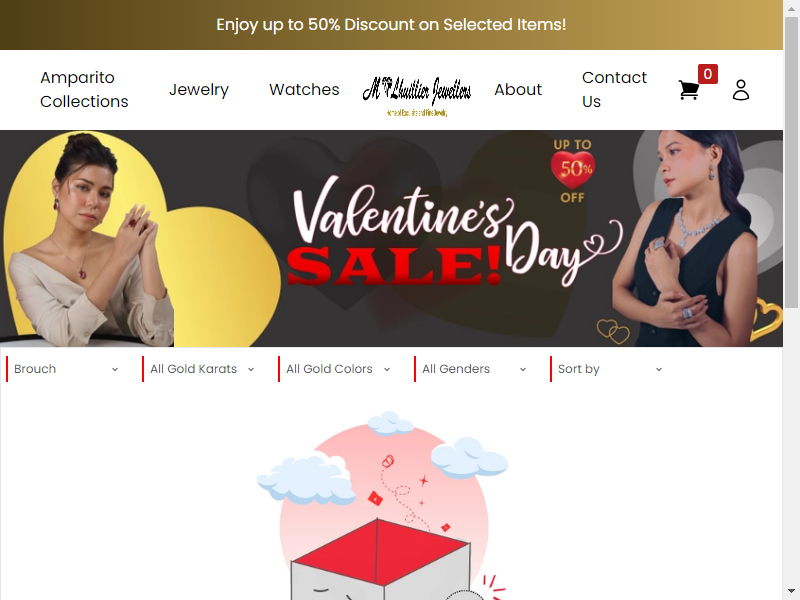 Enjoy up to 50% Discount on Selected Items!
Amparito
Collections
Jewelry
Watches
M Lhuillier Jewellers
About
Contact
Us
0
UP TO
50%
OFF
Valentine's
Day
SALE!
Brouch
All Gold Karats
All Gold Colors
All Genders
Sort by